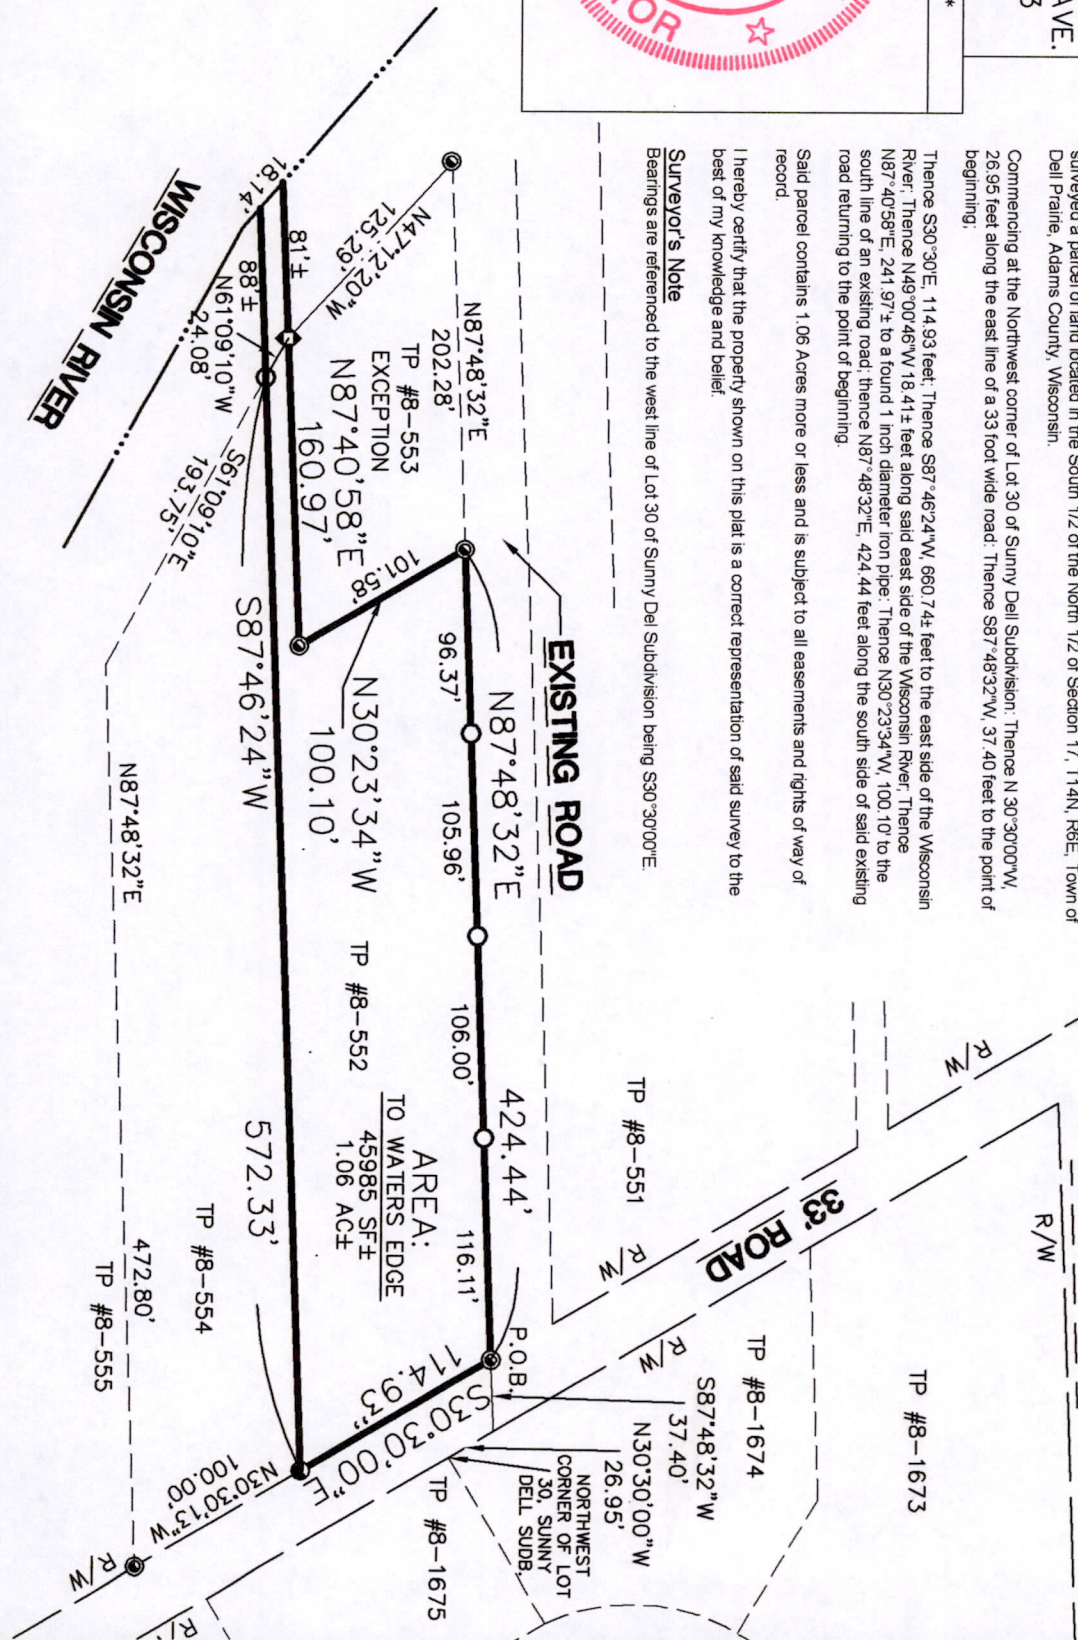 AVE.
3
*
TOR
surveyed a parcel of land located in the South 1/2 of the North 1/2 of Section 17, T14N, R6E, Town of
Dell Prairie, Adams County, Wisconsin.
Commencing at the Northwest corner of Lot 30 of Sunny Dell Subdivision: Thence N 30°30'00"W,
26.95 feet along the east line of a 33 foot wide road: Thence S87°48'32"W, 37.40 feet to the point of
beginning;
Thence S30°30'E, 114.93 feet; Thence S87°46'24"W, 660.74± feet to the east side of the Wisconsin
River; Thence N49°00'46"W 18.41± feet along said east side of the Wisconsin River; Thence
N87°40'58"E, 241.97'± to a found 1 inch diameter iron pipe: Thence N30°23'34"W, 100.10' to the
south line of an existing road; thence N87°48'32"E, 424.44 feet along the south side of said existing
road returning to the point of beginning.
Said parcel contains 1.06 Acres more or less and is subject to all easements and rights of way of
record.
I hereby certify that the property shown on this plat is a correct representation of said survey to the
best of my knowledge and belief.
Surveyor's Note
Bearings are referenced to the west line of Lot 30 of Sunny Del Subdivision being S30°30'00"E.
R/W
R/W
TP #8-1673
33' ROAD
TP #8-551
R/W
R/W
TP #8-1674
S87°48'32"W
37.40'
N30°30'00"W
26.95'
NORTHWEST
CORNER OF LOT
30, SUNNY
DELL SUDB.
TP #8-1675
EXISTING ROAD
N87°48'32"E
202.28'
N47°12'20"W
125.29'
TP #8-553
EXCEPTION
N87°48'32"E
424.44'
96.37'
105.96'
106.00'
116.11'
P.O.B.
101.58'
N30°23'34"W
100.10'
N87°40'58"E
160.97'
TP #8-552
AREA:
TO WATERS EDGE
45985 SF±
1.06 AC±
114.93'
S30°30'00"E
18.14'
81'±
88'±
N61°09'10"W
24.08'
S61°09'10"E
193.75'
WISCONSIN RIVER
S87°46'24"W
572.33'
N30°30'13"W
100.00'
TP #8-554
N87°48'32"E
472.80'
TP #8-555
R/W
R/